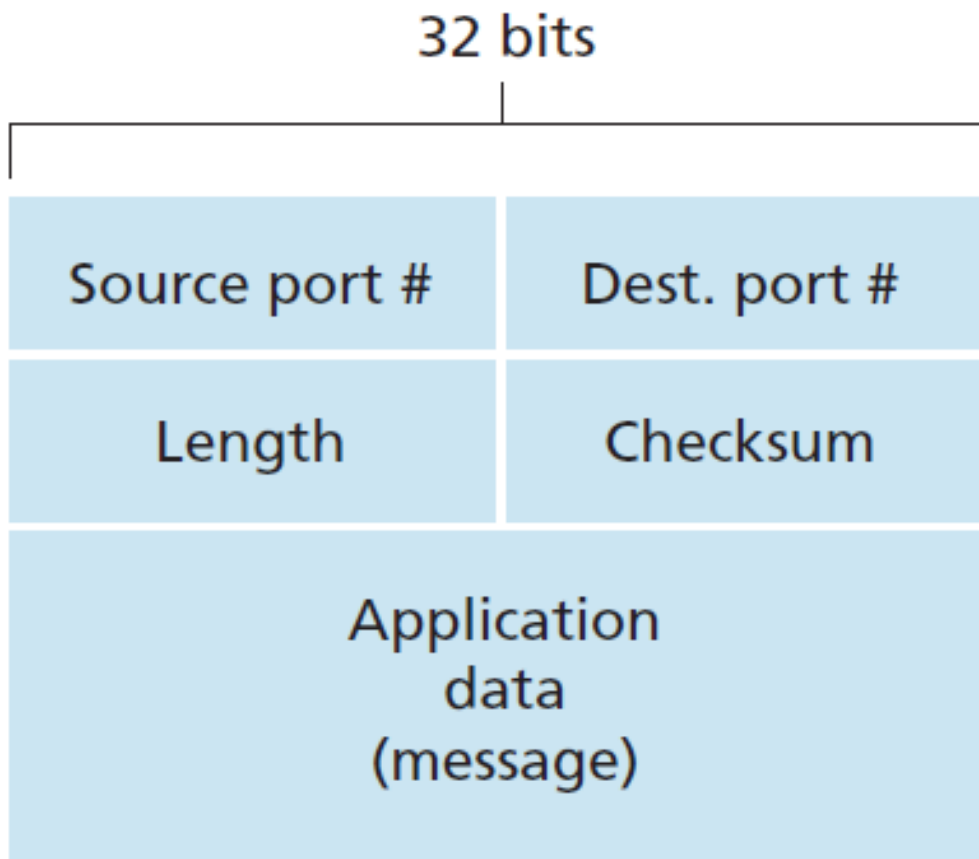 32 bits
Source port #
Dest. port #
Length
Checksum
Application
data
(message)